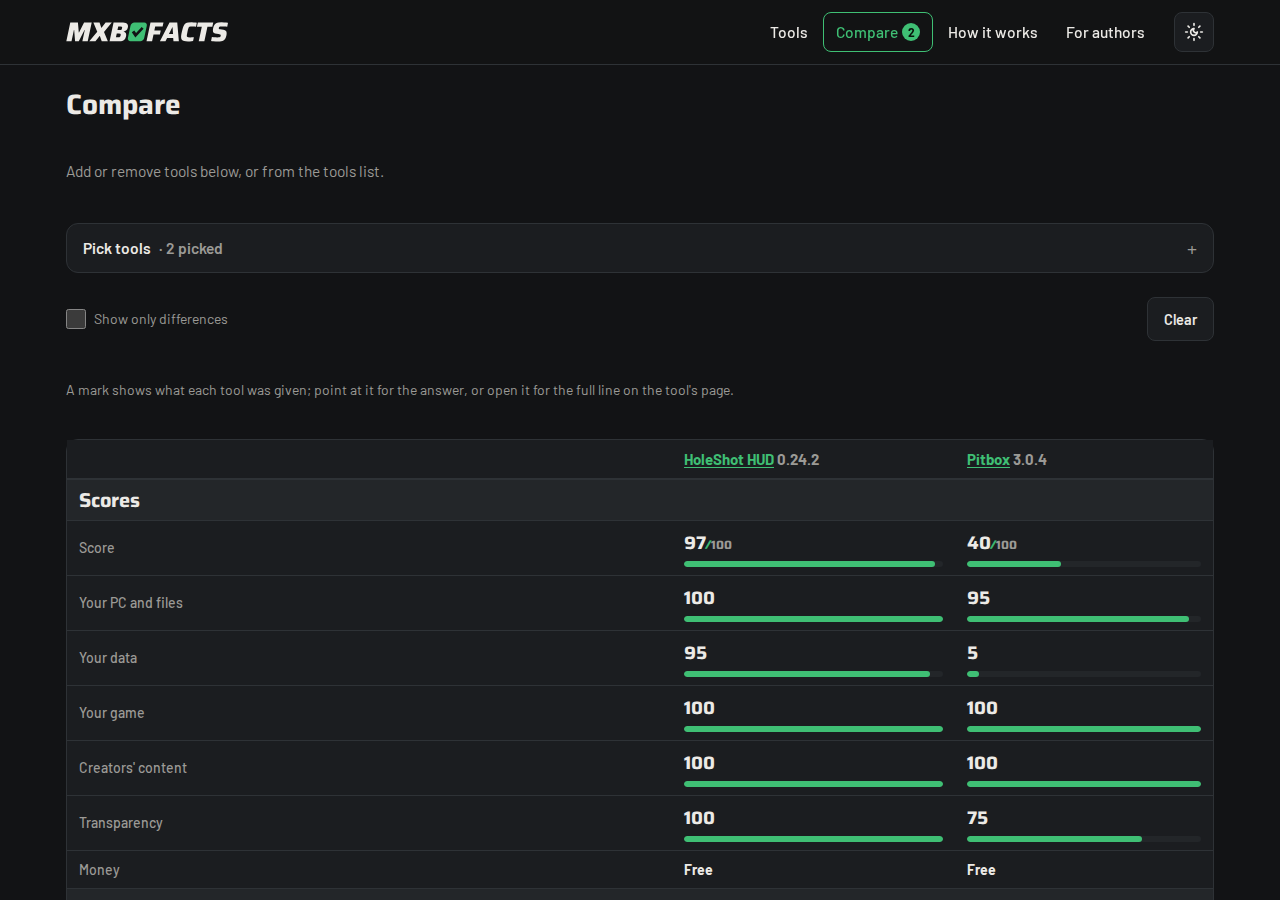 MXB FACTS
Tools
Compare 2
How it works
For authors
Compare
Add or remove tools below, or from the tools list.
Pick tools · 2 picked
+
Show only differences
Clear
A mark shows what each tool was given; point at it for the answer, or open it for the full line on the tool's page.
HoleShot HUD 0.24.2
Pitbox 3.0.4
Scores
Score 97/100 40/100
Your PC and files 100 95
Your data 95 5
Your game 100 100
Creators' content 100 100
Transparency 100 75
Money Free Free